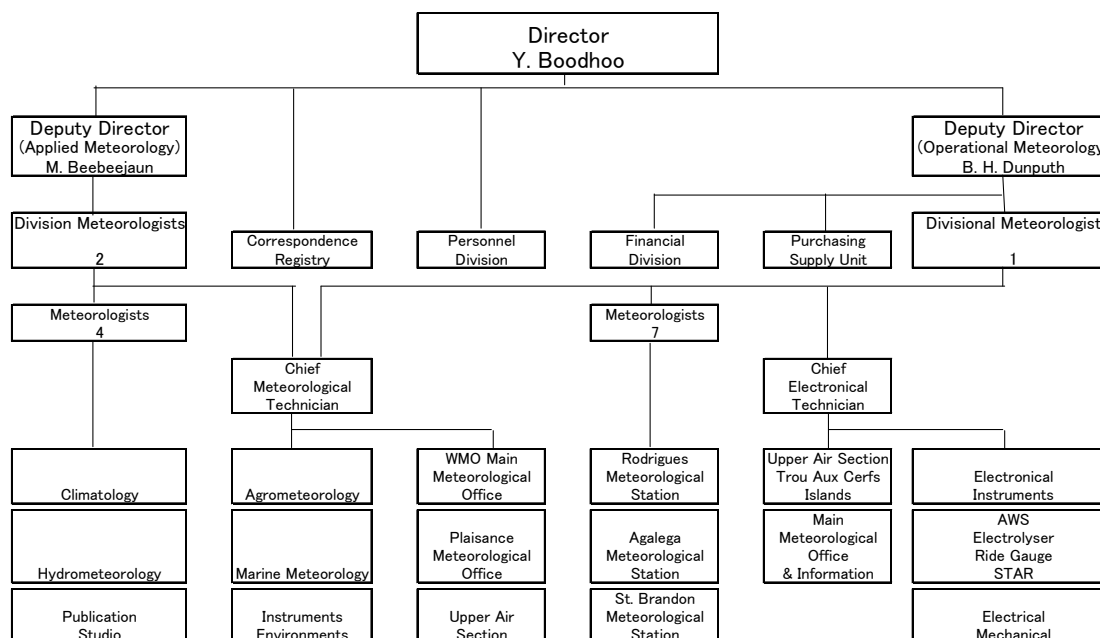 Director
Y. Boodhoo
Deputy Director
(Applied Meteorology)
M. Beebeejaun
Deputy Director
(Operational Meteorology
B. H. Dunputh
Division Meteorologists
2
Correspondence
Registry
Personnel
Division
Financial
Division
Purchasing
Supply Unit
Divisional Meteorologist
1
Meteorologists
4
Meteorologists
7
Chief
Meteorological
Technician
Chief
Electronical
Technician
Climatology
Agrometeorology
WMO Main
Meteorological
Office
Rodrigues
Meteorological
Station
Upper Air Section
Trou Aux Cerfs
Islands
Electronical
Instruments
Hydrometeorology
Marine Meteorology
Plaisance
Meteorological
Office
Agalega
Meteorological
Station
Main
Meteorological
Office
& Information
AWS
Electrolyser
Ride Gauge
STAR
Publication
Studio
Instruments
Environments
Upper Air
Section
St. Brandon
Meteorological
Station
Electrical
Mechanical